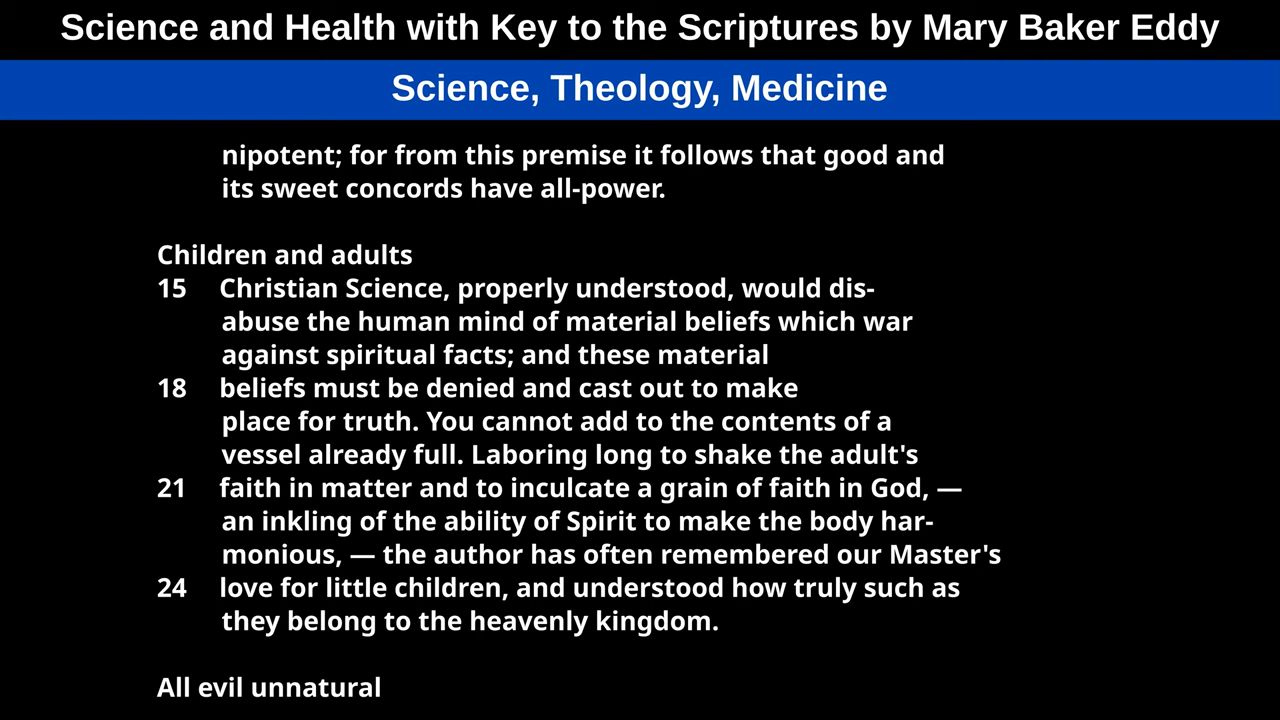 Science and Health with Key to the Scriptures by Mary Baker Eddy
Science, Theology, Medicine
nipotent; for from this premise it follows that good and
its sweet concords have all-power.
Children and adults
15 Christian Science, properly understood, would dis-
abuse the human mind of material beliefs which war
against spiritual facts; and these material
18 beliefs must be denied and cast out to make
place for truth. You cannot add to the contents of a
vessel already full. Laboring long to shake the adult's
21 faith in matter and to inculcate a grain of faith in God, —
an inkling of the ability of Spirit to make the body har-
monious, — the author has often remembered our Master's
24 love for little children, and understood how truly such as
they belong to the heavenly kingdom.
All evil unnatural